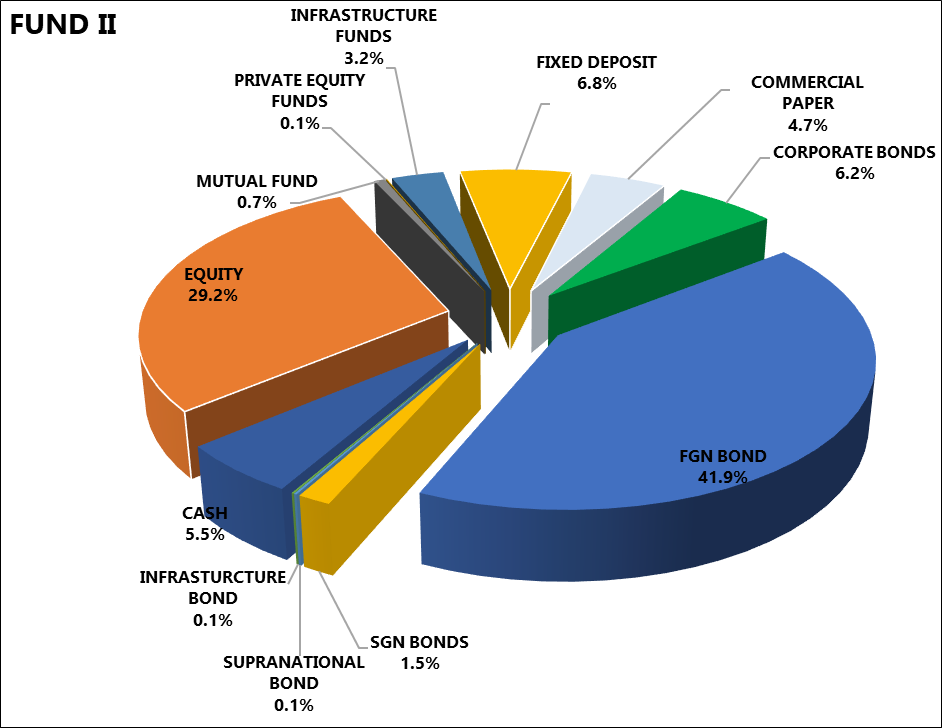 FUND II
INFRASTRUCTURE
FUNDS
3.2%
PRIVATE EQUITY
FUNDS
0.1%
MUTUAL FUND
0.7%
FIXED DEPOSIT
6.8%
COMMERCIAL
PAPER
4.7%
CORPORATE BONDS
6.2%
EQUITY
29.2%
FGN BOND
41.9%
CASH
5.5%
INFRASTURCTURE
BOND
0.1%
SUPRANATIONAL
BOND
0.1%
SGN BONDS
1.5%